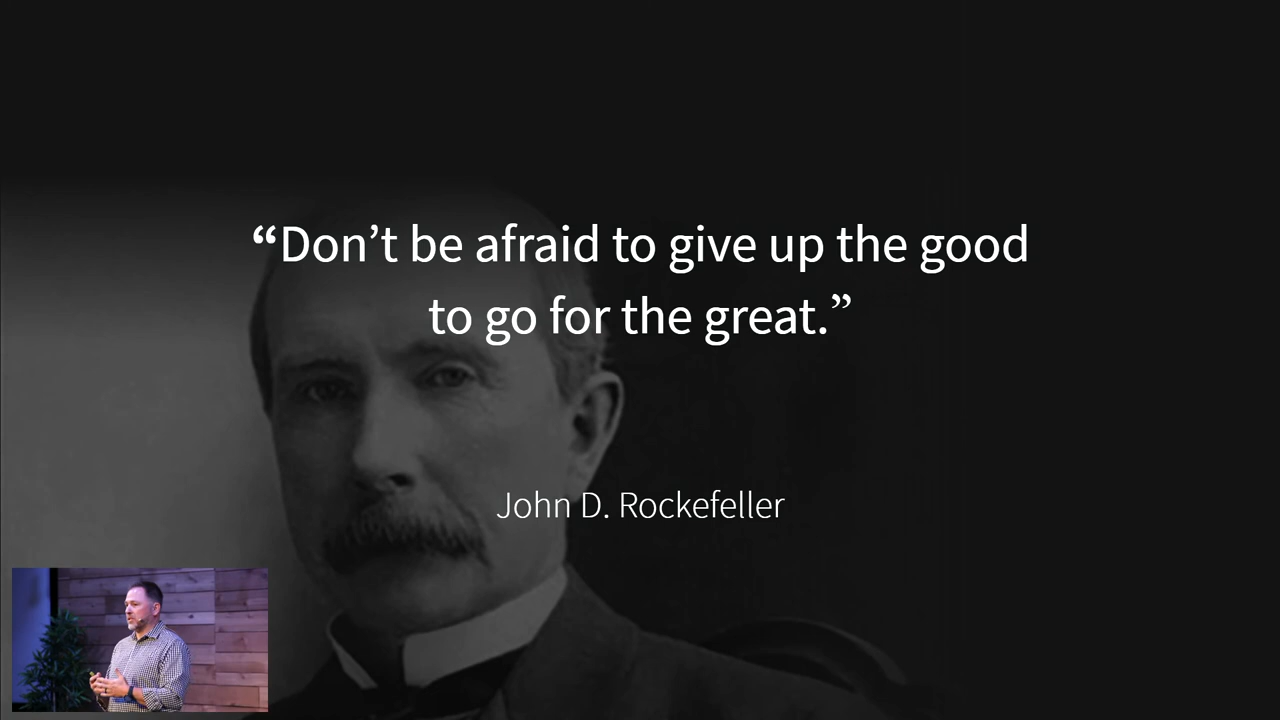 “Don’t be afraid to give up the good
to go for the great.”
John D. Rockefeller